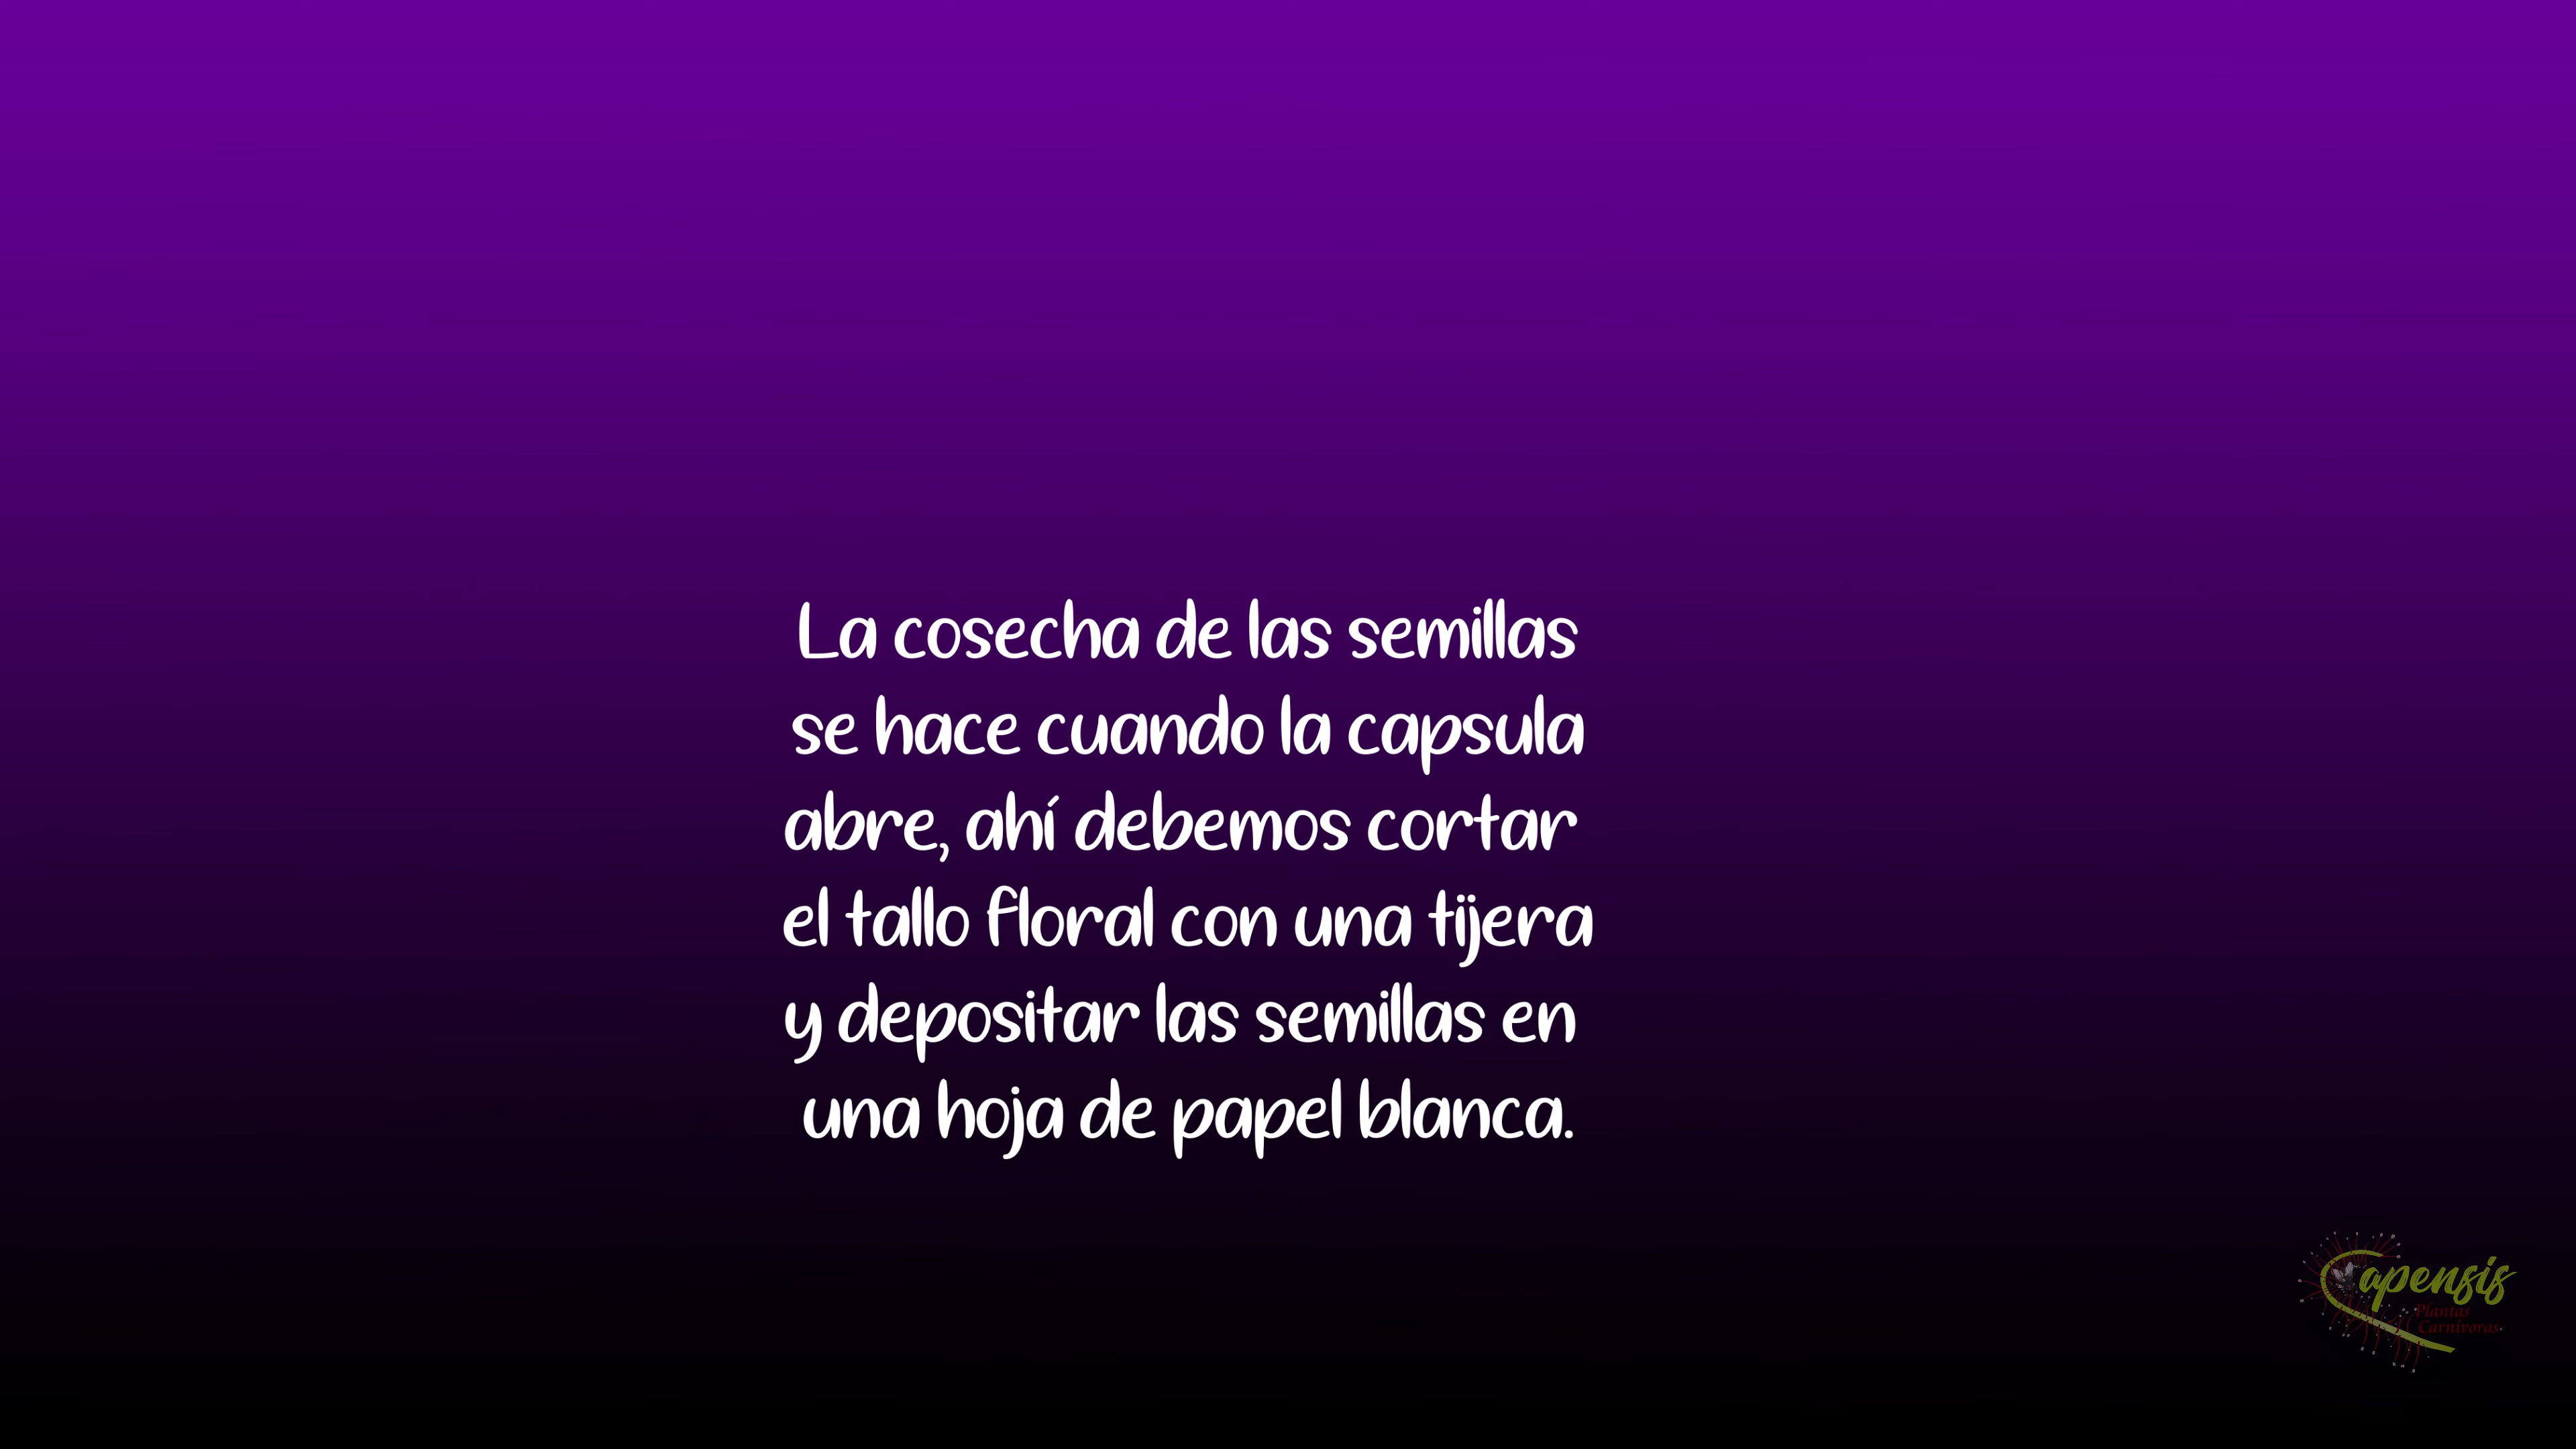 La cosecha de las semillas
se hace cuando la capsula
abre, ahí debemos cortar
el tallo floral con una tijera
y depositar las semillas en
una hoja de papel blanca.
Capensis
Plantas
Carnívoras